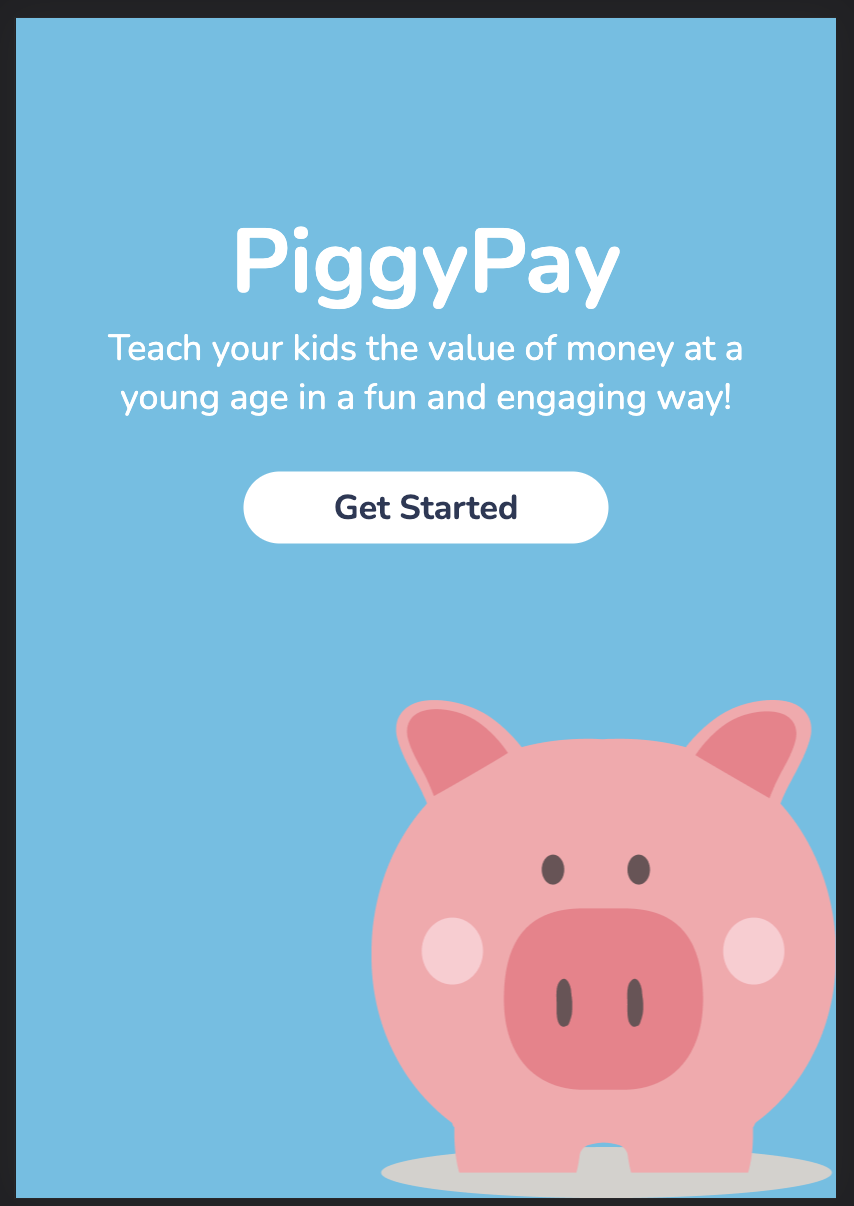 PiggyPay
Teach your kids the value of money at a
young age in a fun and engaging way!
Get Started